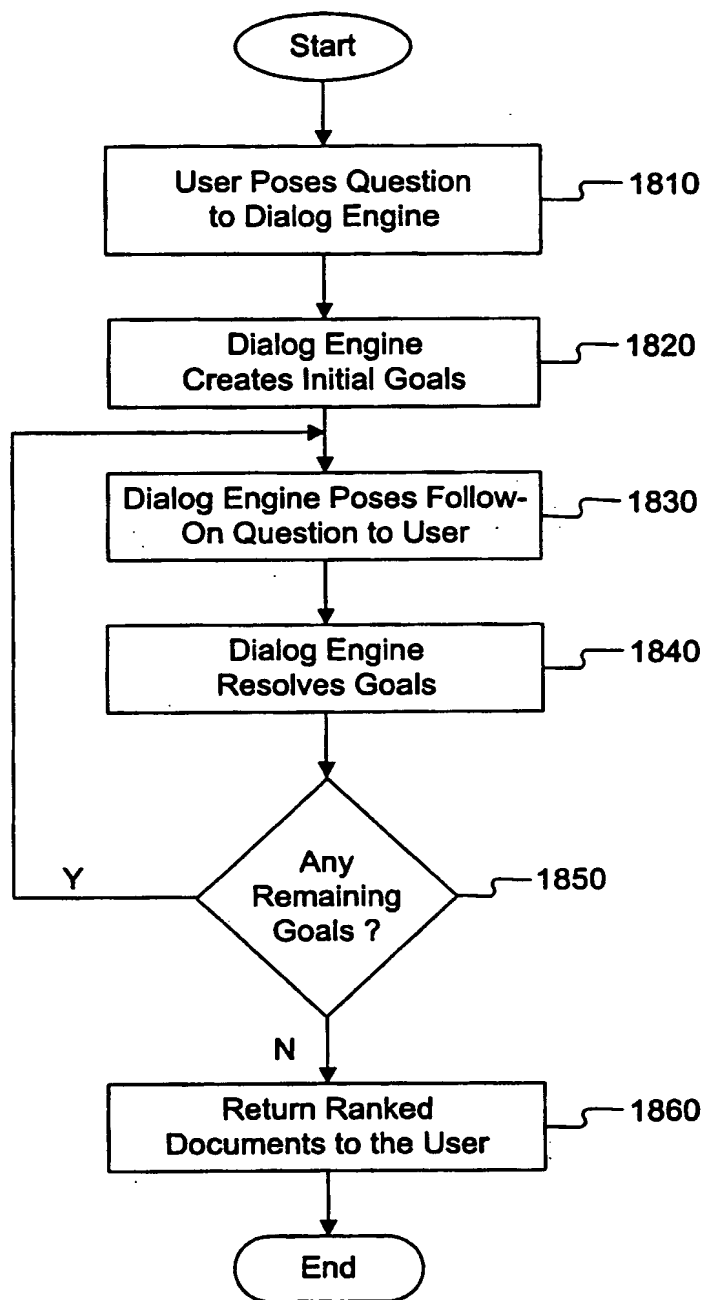 Start
User Poses Question
to Dialog Engine
1810
Dialog Engine
Creates Initial Goals
1820
Dialog Engine Poses Follow-
On Question to User
1830
Dialog Engine
Resolves Goals
1840
Any
Remaining
Goals ?
1850
Y
N
Return Ranked
Documents to the User
1860
End